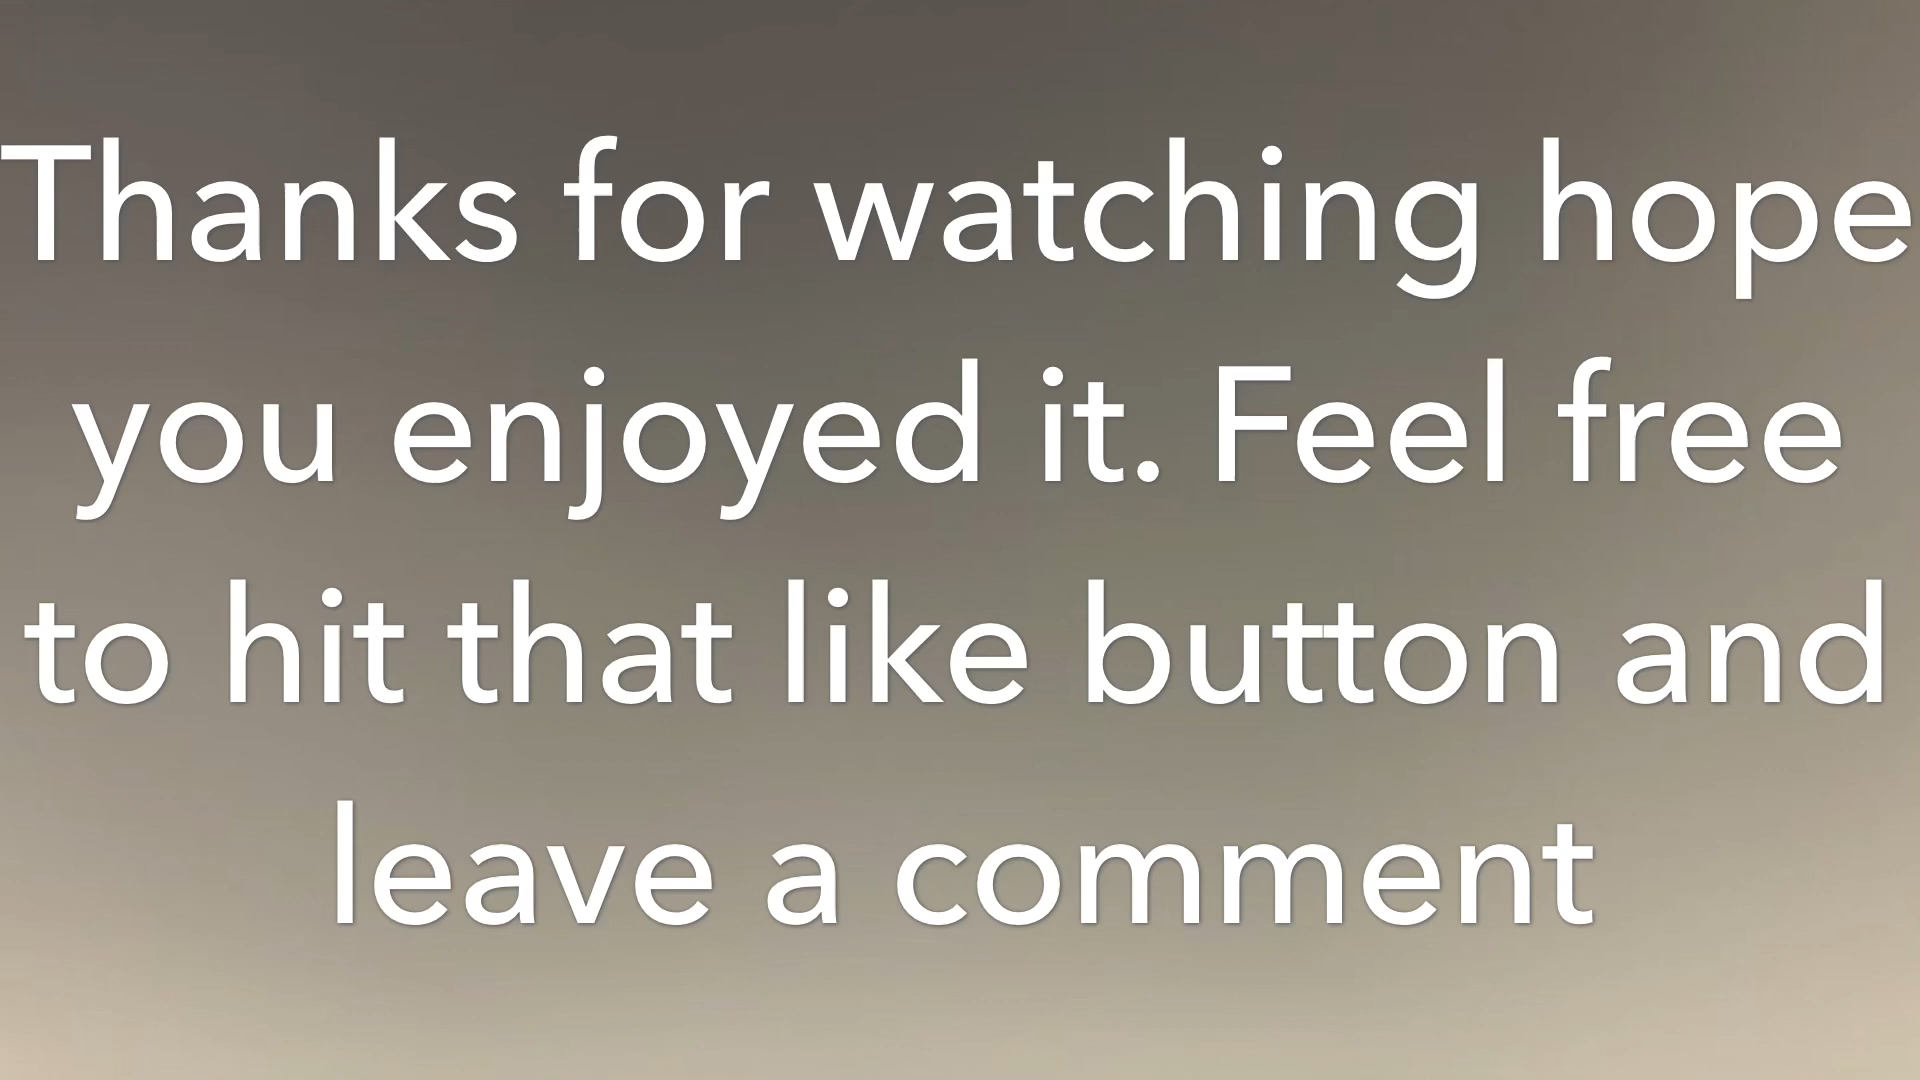 Thanks for watching hope
you enjoyed it. Feel free
to hit that like button and
leave a comment